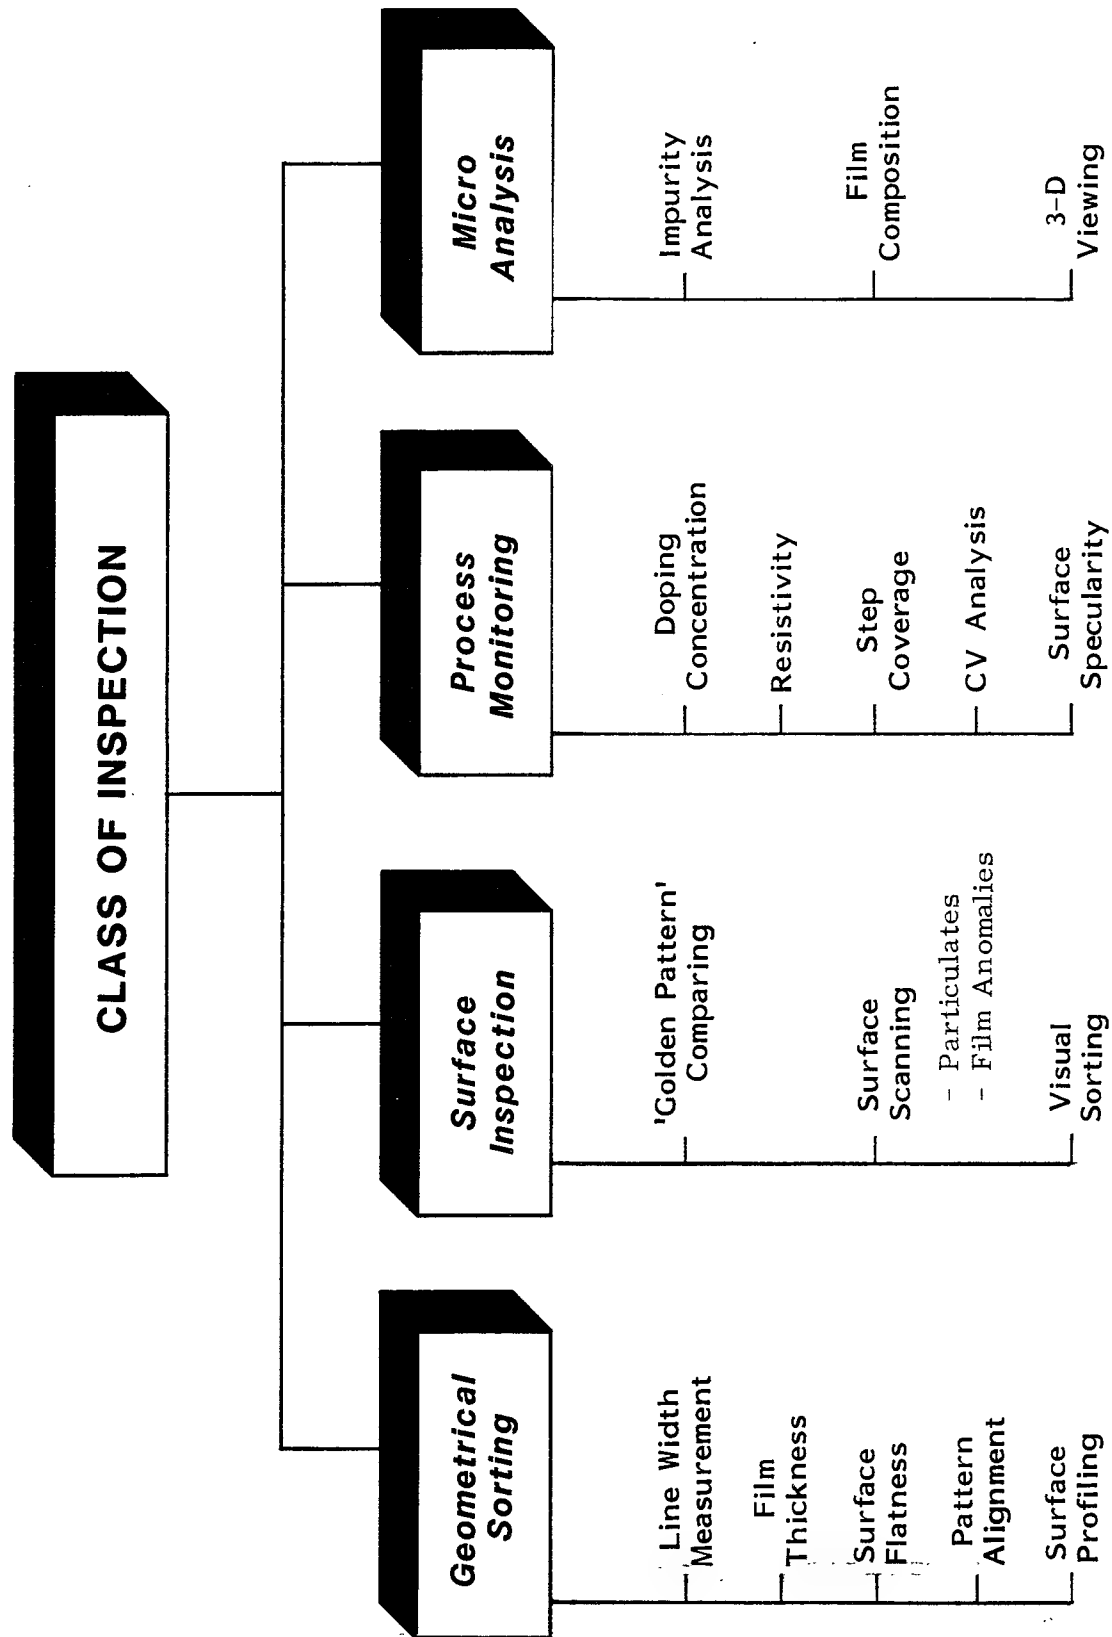 CLASS OF INSPECTION
Geometrical
Sorting
Line Width
Measurement
Film
Thickness
Surface
Flatness
Pattern
Alignment
Surface
Profiling
Surface
Inspection
'Golden Pattern'
Comparing
Surface
Scanning
- Particulates
- Film Anomalies
Visual
Sorting
Process
Monitoring
Doping
Concentration
Resistivity
Step
Coverage
CV Analysis
Surface
Specularity
Micro
Analysis
Impurity
Analysis
Film
Composition
3-D
Viewing